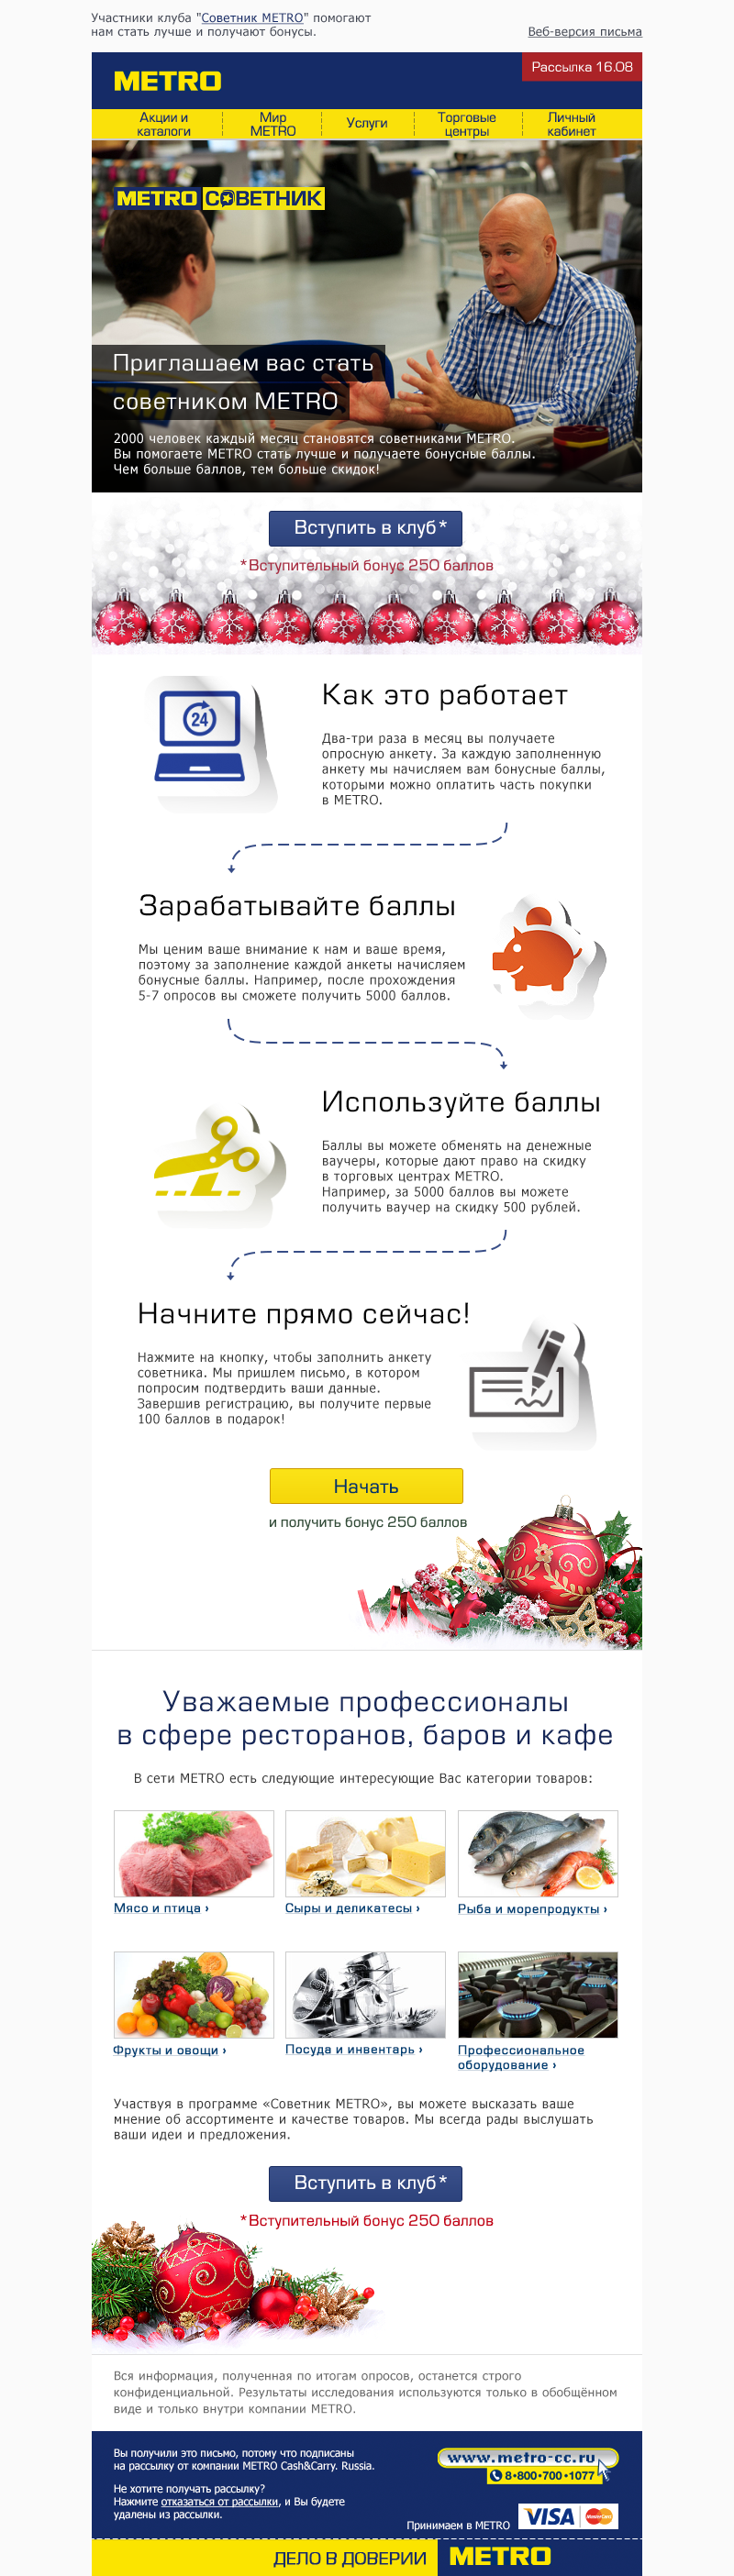 Участники клуба "Советник METRO" помогают
нам стать лучше и получают бонусы.
Веб-версия письма
Рассылка 16.08
METRO
Акции и
каталоги
Мир
METRO
Услуги
Торговые
центры
Личный
кабинет
METRO СОВЕТНИК
Приглашаем вас стать
советником METRO
2000 человек каждый месяц становятся советниками METRO.
Вы помогаете METRO стать лучше и получаете бонусные баллы.
Чем больше баллов, тем больше скидок!
Вступить в клуб*
*Вступительный бонус 250 баллов
24
Как это работает
Два-три раза в месяц вы получаете
опросную анкету. За каждую заполненную
анкету мы начисляем вам бонусные баллы,
которыми можно оплатить часть покупки
в METRO.
Зарабатывайте баллы
Мы ценим ваше внимание к нам и ваше время,
поэтому за заполнение каждой анкеты начисляем
бонусные баллы. Например, после прохождения
5-7 опросов вы сможете получить 5000 баллов.
Используйте баллы
Баллы вы можете обменять на денежные
ваучеры, которые дают право на скидку
в торговых центрах METRO.
Например, за 5000 баллов вы можете
получить ваучер на скидку 500 рублей.
Начните прямо сейчас!
Нажмите на кнопку, чтобы заполнить анкету
советника. Мы пришлем письмо, в котором
попросим подтвердить ваши данные.
Завершив регистрацию, вы получите первые
100 баллов в подарок!
Начать
и получить бонус 250 баллов
Уважаемые профессионалы
в сфере ресторанов, баров и кафе
В сети METRO есть следующие интересующие Вас категории товаров:
Мясо и птица ›
Сыры и деликатесы ›
Рыба и морепродукты ›
Фрукты и овощи ›
Посуда и инвентарь ›
Профессиональное
оборудование ›
Участвуя в программе «Советник METRO», вы можете высказать ваше
мнение об ассортименте и качестве товаров. Мы всегда рады выслушать
ваши идеи и предложения.
Вступить в клуб*
*Вступительный бонус 250 баллов
Вся информация, полученная по итогам опросов, останется строго
конфиденциальной. Результаты исследования используются только в обобщённом
виде и только внутри компании METRO.
Вы получили это письмо, потому что подписаны
на рассылку от компании METRO Cash&Carry. Russia.
www.metro-cc.ru
8•800•700•1077
Не хотите получать рассылку?
Нажмите отказаться от рассылки, и Вы будете
удалены из рассылки.
Принимаем в METRO
VISA
MasterCard
ДЕЛО В ДОВЕРИИ
METRO